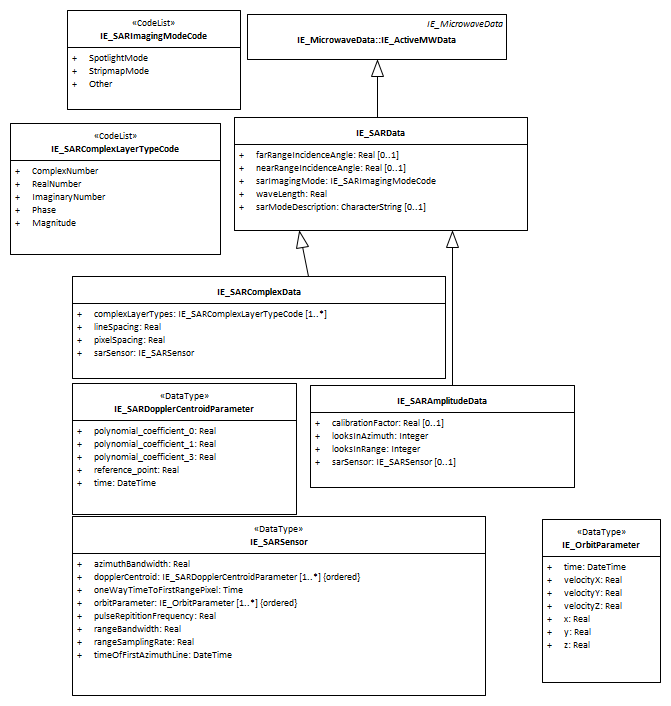 «CodeList»
IE_SARImagingModeCode
+ SpotlightMode
+ StripmapMode
+ Other
IE_MicrowaveData
IE_MicrowaveData::IE_ActiveMWData
«CodeList»
IE_SARComplexLayerTypeCode
+ ComplexNumber
+ RealNumber
+ ImaginaryNumber
+ Phase
+ Magnitude
IE_SARData
+ farRangeIncidenceAngle: Real [0..1]
+ nearRangeIncidenceAngle: Real [0..1]
+ sarImagingMode: IE_SARImagingModeCode
+ waveLength: Real
+ sarModeDescription: CharacterString [0..1]
IE_SARComplexData
+ complexLayerTypes: IE_SARComplexLayerTypeCode [1..*]
+ lineSpacing: Real
+ pixelSpacing: Real
+ sarSensor: IE_SARSensor
«DataType»
IE_SARDopplerCentroidParameter
+ polynomial_coefficient_0: Real
+ polynomial_coefficient_1: Real
+ polynomial_coefficient_3: Real
+ reference_point: Real
+ time: DateTime
IE_SARAmplitudeData
+ calibrationFactor: Real [0..1]
+ looksInAzimuth: Integer
+ looksInRange: Integer
+ sarSensor: IE_SARSensor [0..1]
«DataType»
IE_SARSensor
+ azimuthBandwidth: Real
+ dopplerCentroid: IE_SARDopplerCentroidParameter [1..*] {ordered}
+ oneWayTimeToFirstRangePixel: Time
+ orbitParameter: IE_OrbitParameter [1..*] {ordered}
+ pulseRepititionFrequency: Real
+ rangeBandwidth: Real
+ rangeSamplingRate: Real
+ timeOfFirstAzimuthLine: DateTime
«DataType»
IE_OrbitParameter
+ time: DateTime
+ velocityX: Real
+ velocityY: Real
+ velocityZ: Real
+ x: Real
+ y: Real
+ z: Real